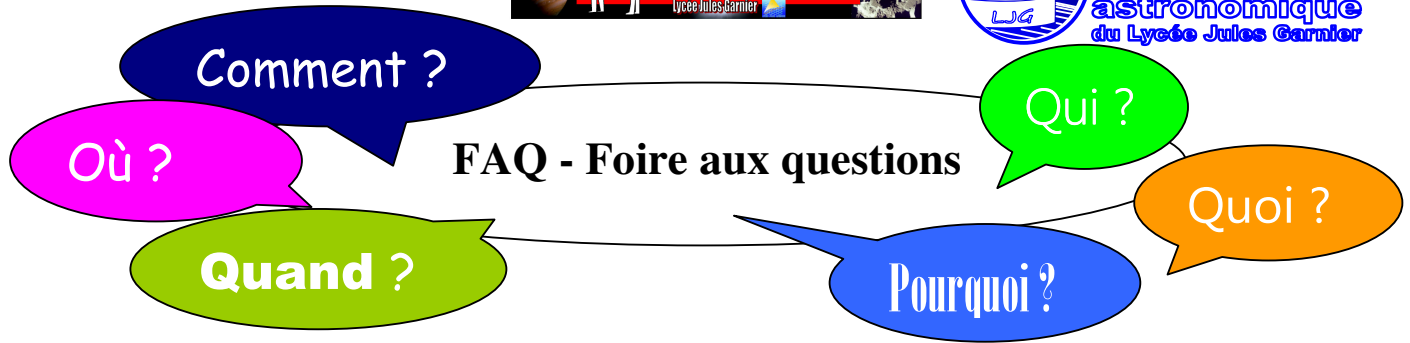 Lycée Jules Garnier
LJG
astronomique
du Lycée Jules Garnier
Comment ?
Qui ?
Où ?
FAQ - Foire aux questions
Quoi ?
Quand ?
Pourquoi ?